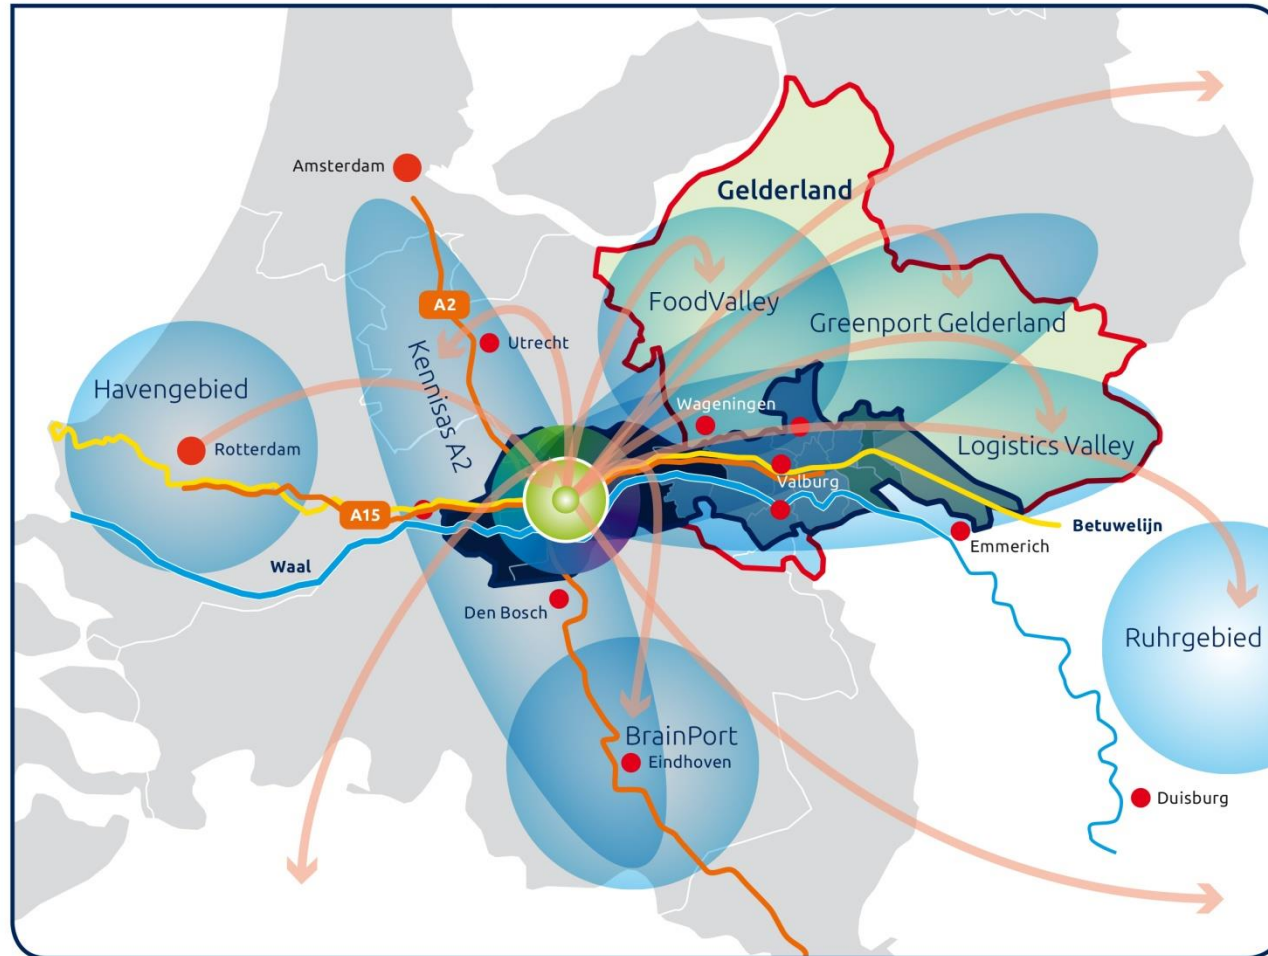 Amsterdam
Gelderland
A2
FoodValley
Greenport Gelderland
Utrecht
Kennisas A2
Havengebied
Wageningen
Rotterdam
Logistics Valley
Valburg
A15
Betuwelijn
Emmerich
Waal
Den Bosch
Ruhrgebied
BrainPort
Eindhoven
Duisburg